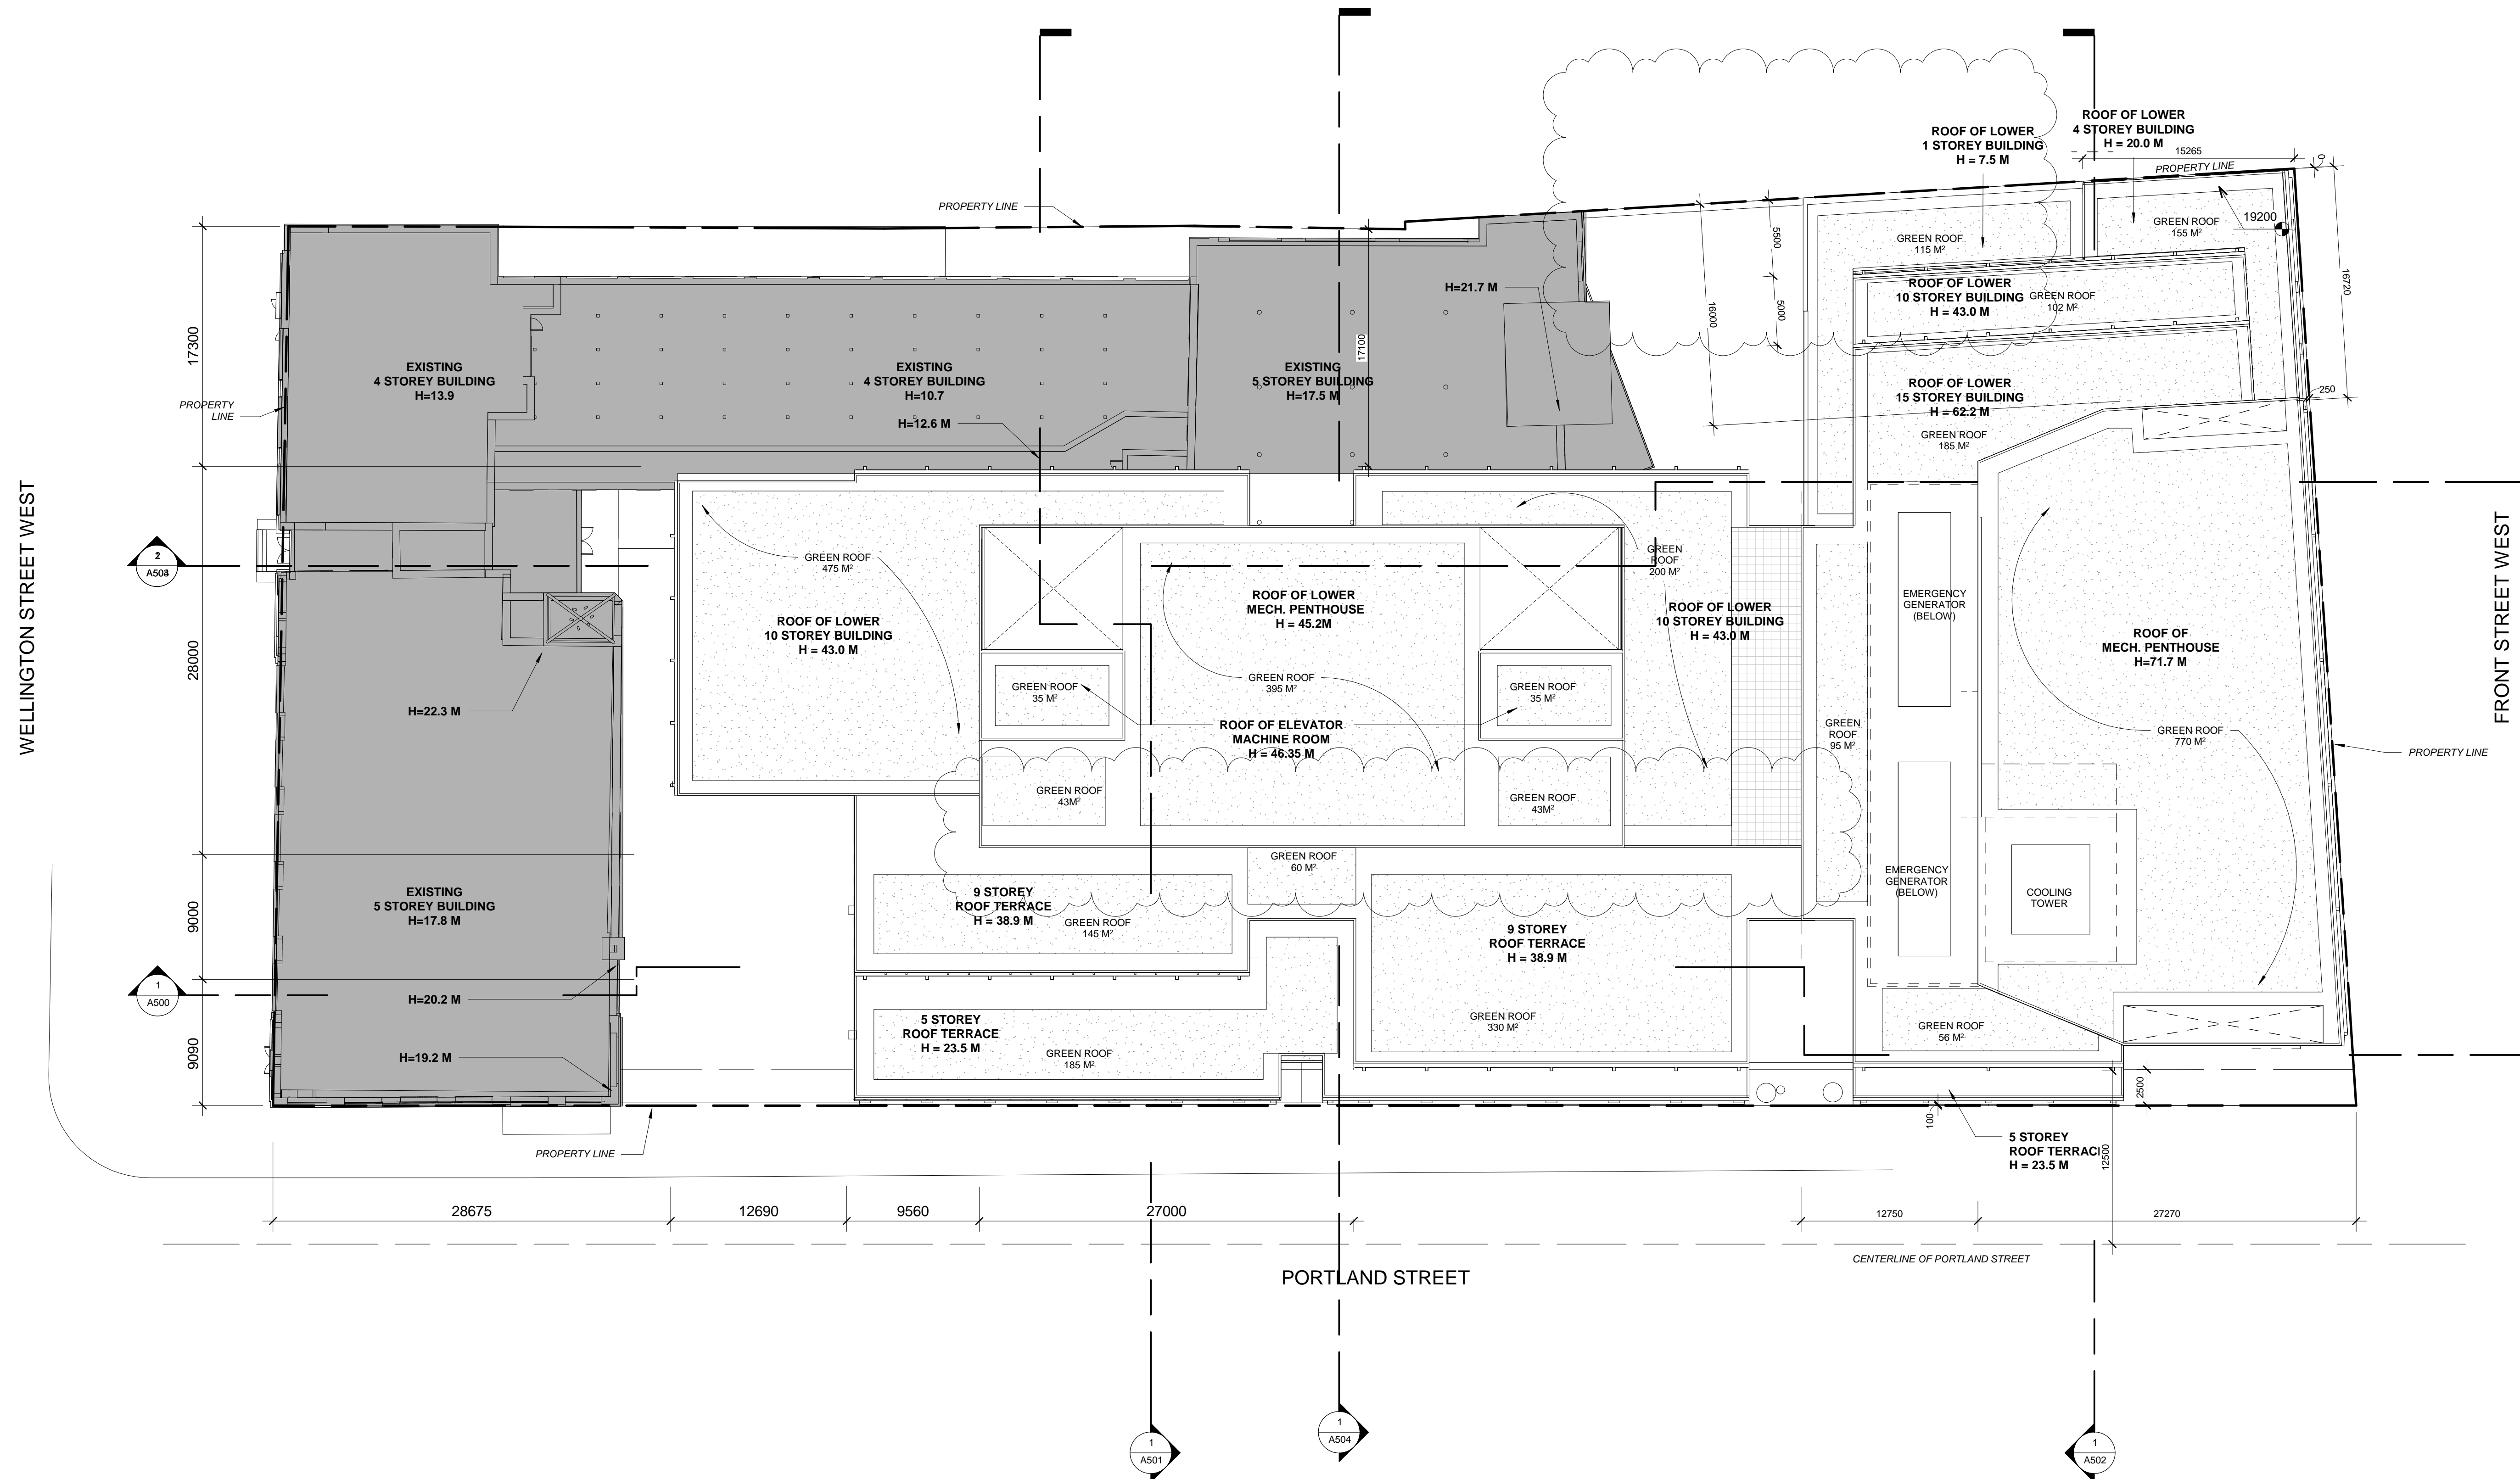 ROOF OF LOWER
4 STOREY BUILDING
H = 20.0 M
ROOF OF LOWER
1 STOREY BUILDING
H = 7.5 M
15265
0
PROPERTY LINE
PROPERTY LINE
GREEN ROOF
155 M²
19200
GREEN ROOF
115 M²
5500
16720
H=21.7 M
ROOF OF LOWER
10 STOREY BUILDING
H = 43.0 M
GREEN ROOF
102 M²
5000
16000
17300
17100
EXISTING
4 STOREY BUILDING
H=13.9
EXISTING
4 STOREY BUILDING
H=10.7
EXISTING
5 STOREY BUILDING
H=17.5 M
ROOF OF LOWER
15 STOREY BUILDING
H = 62.2 M
250
PROPERTY
LINE
H=12.6 M
GREEN ROOF
185 M²
WELLINGTON STREET WEST
FRONT STREET WEST
GREEN ROOF
475 M²
GREEN
ROOF
200 M²
ROOF OF LOWER
MECH. PENTHOUSE
H = 45.2M
EMERGENCY
GENERATOR
(BELOW)
ROOF OF LOWER
10 STOREY BUILDING
H = 43.0 M
ROOF OF LOWER
10 STOREY BUILDING
H = 43.0 M
ROOF OF
MECH. PENTHOUSE
H=71.7 M
28000
GREEN ROOF
35 M²
GREEN ROOF
395 M²
GREEN ROOF
35 M²
H=22.3 M
ROOF OF ELEVATOR
MACHINE ROOM
H = 46.35 M
GREEN
ROOF
95 M²
GREEN ROOF
770 M²
PROPERTY LINE
GREEN ROOF
43M²
GREEN ROOF
43M²
GREEN ROOF
60 M²
EXISTING
5 STOREY BUILDING
H=17.8 M
9 STOREY
ROOF TERRACE
H = 38.9 M
GREEN ROOF
145 M²
EMERGENCY
GENERATOR
(BELOW)
COOLING
TOWER
9000
9 STOREY
ROOF TERRACE
H = 38.9 M
1
A500
H=20.2 M
5 STOREY
ROOF TERRACE
H = 23.5 M
GREEN ROOF
330 M²
GREEN ROOF
56 M²
9090
H=19.2 M
GREEN ROOF
185 M²
2500
100
5 STOREY
ROOF
H = 23.5 M
12500
PROPERTY LINE
28675
12690
9560
27000
12750
27270
CENTERLINE OF PORTLAND STREET
PORTLAND STREET
1
A501
1
A504
1
A502